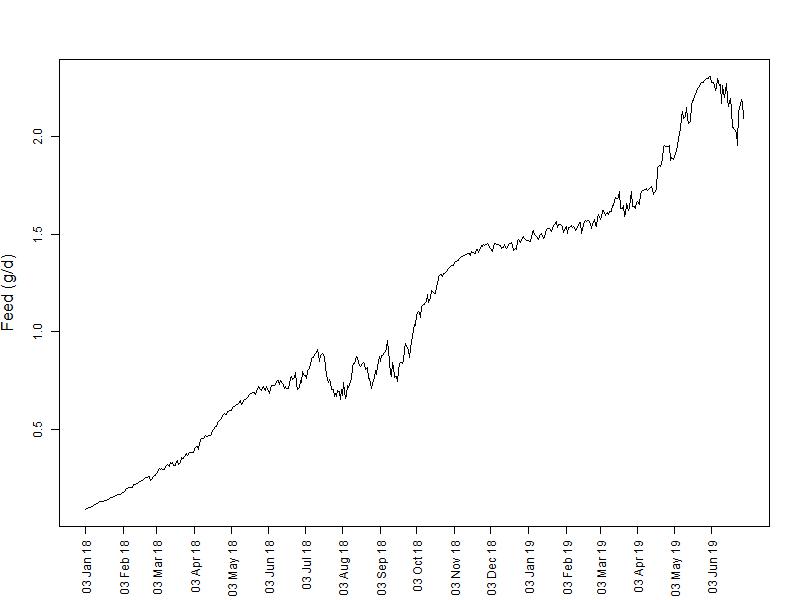 Feed (g/d)
2.0
1.5
1.0
0.5
03 Jan 18
03 Feb 18
03 Mar 18
03 Apr 18
03 May 18
03 Jun 18
03 Jul 18
03 Aug 18
03 Sep 18
03 Oct 18
03 Nov 18
03 Dec 18
03 Jan 19
03 Feb 19
03 Mar 19
03 Apr 19
03 May 19
03 Jun 19